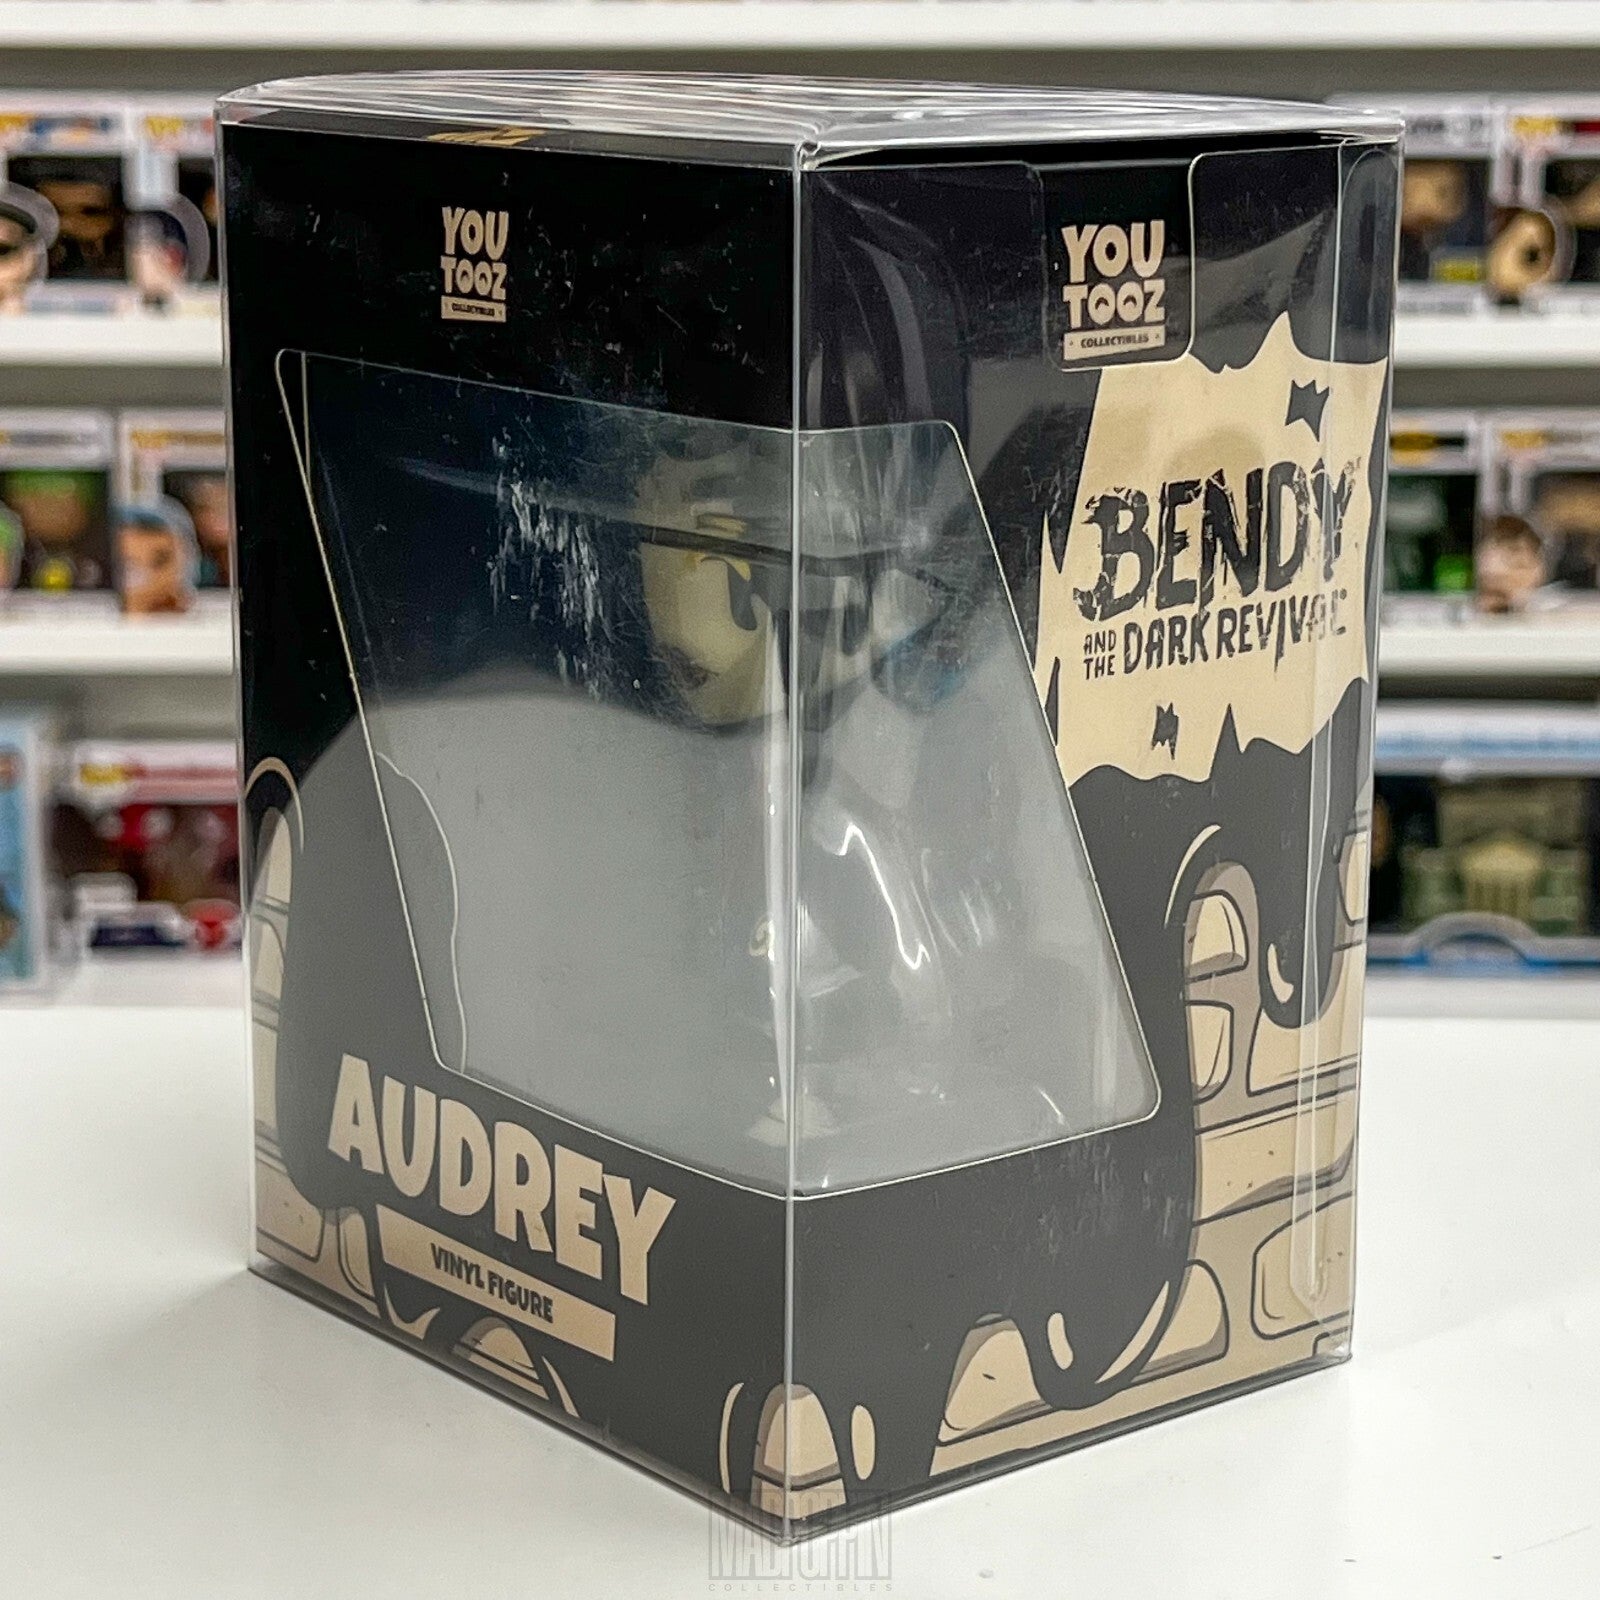 YOU
TOOZ
COLLECTIBLES
AUDREY
VINYL FIGURE
YOU
TOOZ
COLLECTIBLES
BENDY
AND
THE DARK REVIVAL
COLLECTIBLES